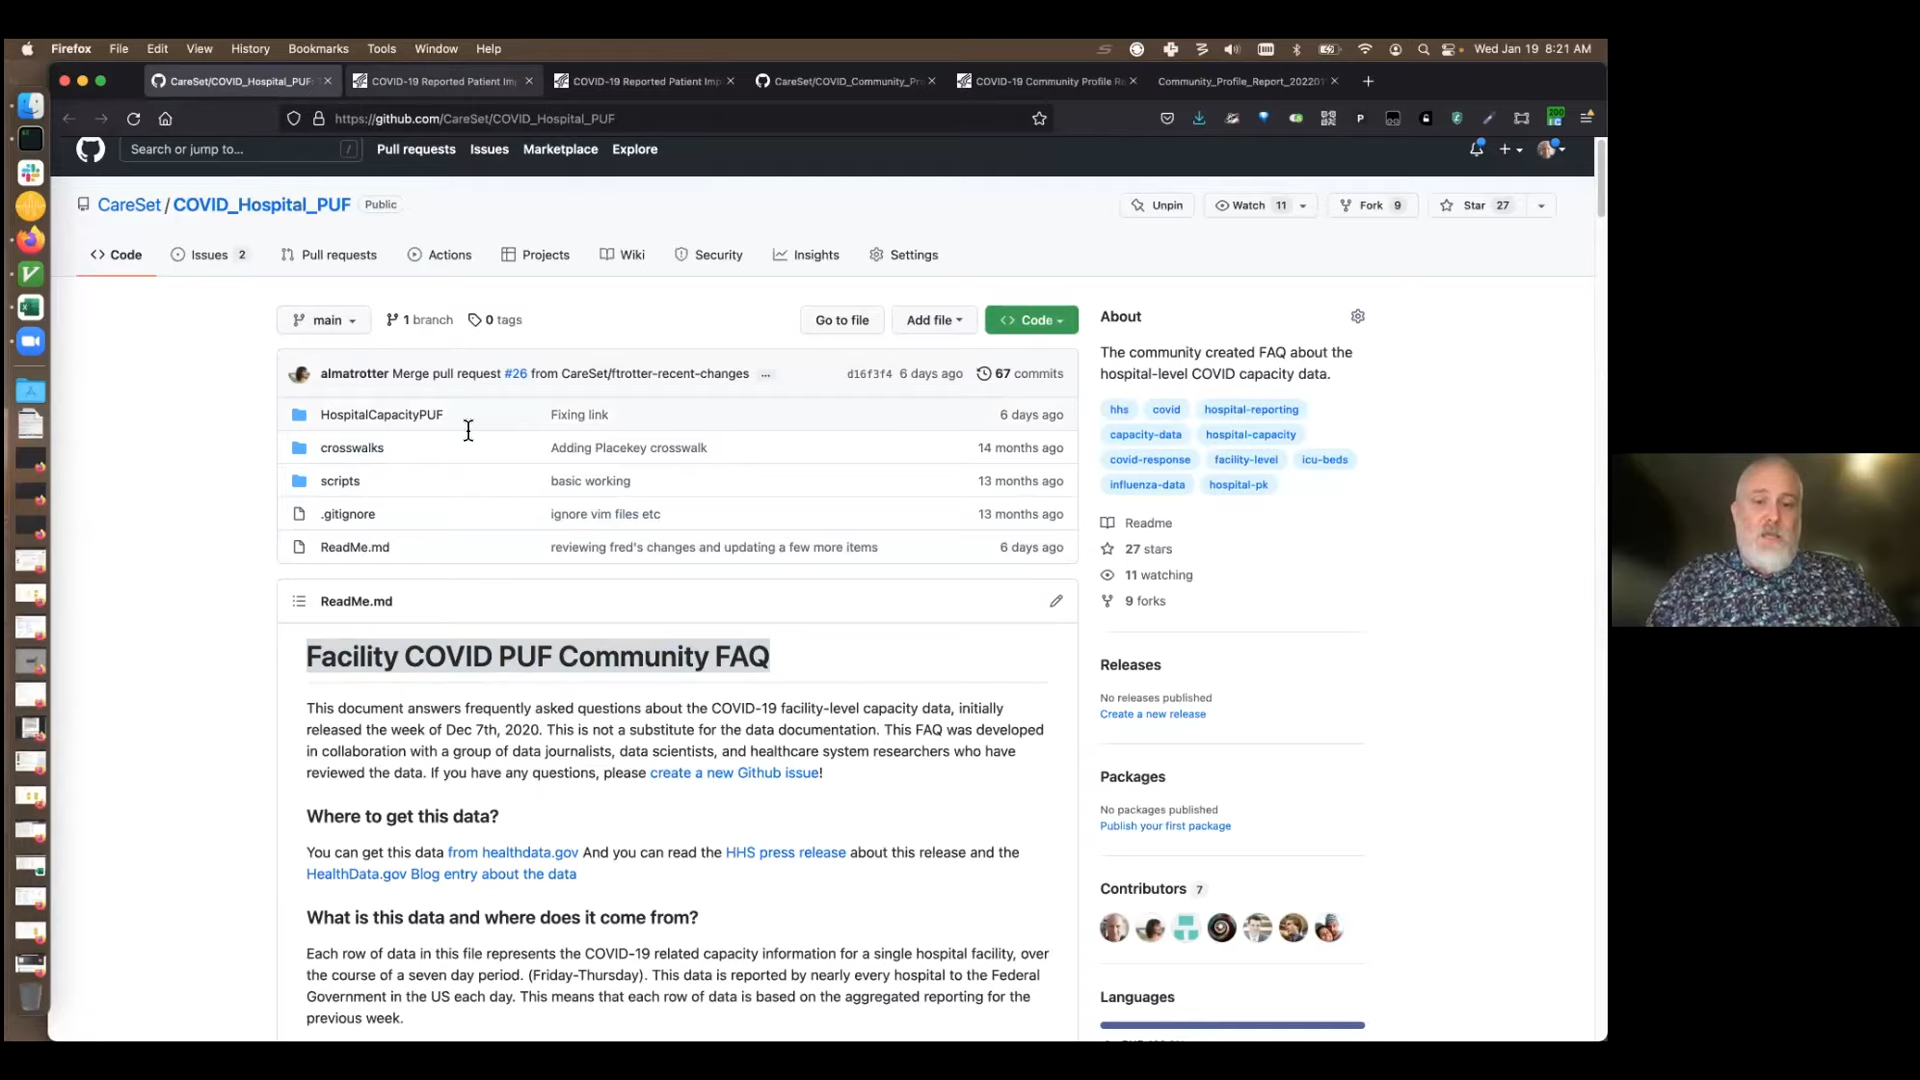 Firefox File Edit View History Bookmarks Tools Window Help Wed Jan 19 8:21 AM
CareSet/COVID_Hospital_PUF: COVID-19 Reported Patient Im COVID-19 Reported Patient Imp CareSet/COVID_Community_Pr COVID-19 Community Profile R Community_Profile_Report_20220
https://github.com/CareSet/COVID_Hospital_PUF
Search or jump to... / Pull requests Issues Marketplace Explore
CareSet / COVID_Hospital_PUF Public
Unpin Watch 11 Fork 9 Star 27
Code Issues 2 Pull requests Actions Projects Wiki Security Insights Settings
main 1 branch 0 tags Go to file Add file Code
almatrotter Merge pull request #26 from CareSet/ftrotter-recent-changes ... d16f3f4 6 days ago 67 commits
HospitalCapacityPUF Fixing link 6 days ago
crosswalks Adding Placekey crosswalk 14 months ago
scripts basic working 13 months ago
.gitignore ignore vim files etc 13 months ago
ReadMe.md reviewing fred's changes and updating a few more items 6 days ago
ReadMe.md
Facility COVID PUF Community FAQ
This document answers frequently asked questions about the COVID-19 facility-level capacity data, initially
released the week of Dec 7th, 2020. This is not a substitute for the data documentation. This FAQ was developed
in collaboration with a group of data journalists, data scientists, and healthcare system researchers who have
reviewed the data. If you have any questions, please create a new Github issue!
Where to get this data?
You can get this data from healthdata.gov And you can read the HHS press release about this release and the
HealthData.gov Blog entry about the data
What is this data and where does it come from?
Each row of data in this file represents the COVID-19 related capacity information for a single hospital facility, over
the course of a seven day period. (Friday-Thursday). This data is reported by nearly every hospital to the Federal
Government in the US each day. This means that each row of data is based on the aggregated reporting for the
previous week.
About
The community created FAQ about the
hospital-level COVID capacity data.
hhs covid hospital-reporting
capacity-data hospital-capacity
covid-response facility-level icu-beds
influenza-data hospital-pk
Readme
27 stars
11 watching
9 forks
Releases
No releases published
Create a new release
Packages
No packages published
Publish your first package
Contributors 7
Languages